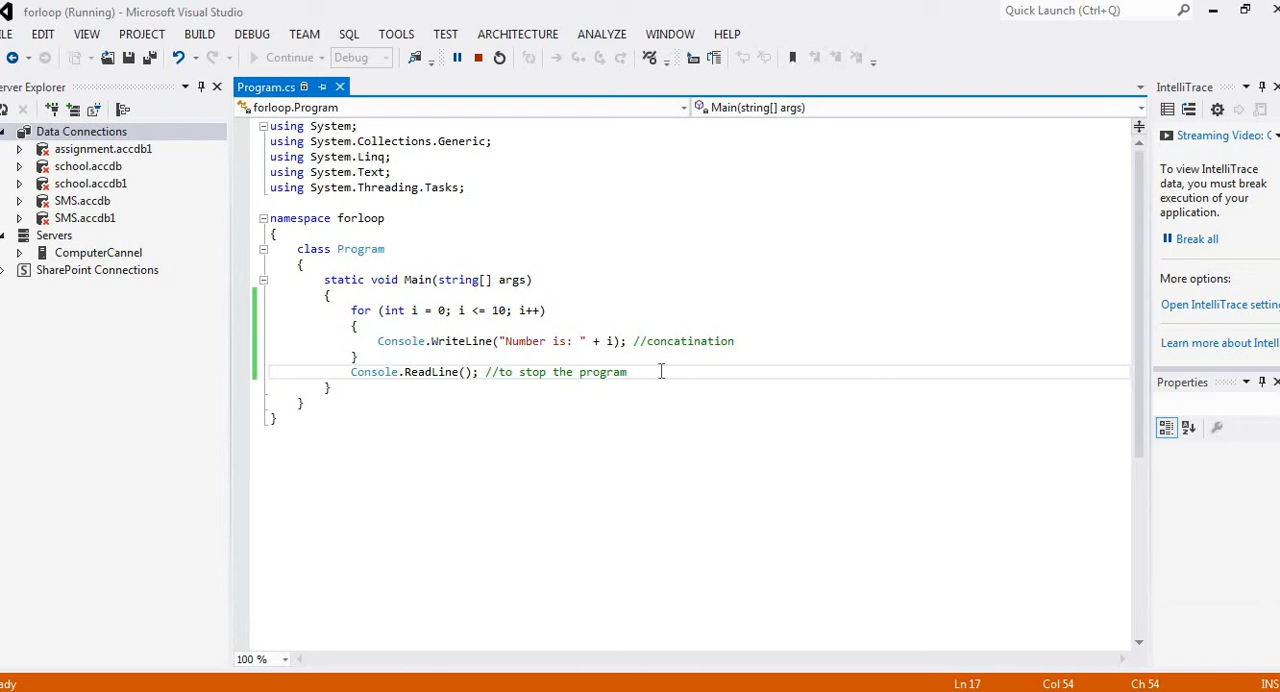 forloop (Running) - Microsoft Visual Studio
Quick Launch (Ctrl+Q)
LE EDIT VIEW PROJECT BUILD DEBUG TEAM SQL TOOLS TEST ARCHITECTURE ANALYZE WINDOW HELP
Continue Debug
erver Explorer
Data Connections
assignment.accdb1
school.accdb
school.accdb1
SMS.accdb
SMS.accdb1
Servers
ComputerCannel
SharePoint Connections
Program.cs
forloop.Program
Main(string[] args)
using System;
using System.Collections.Generic;
using System.Linq;
using System.Text;
using System.Threading.Tasks;
namespace forloop
{
class Program
{
static void Main(string[] args)
{
for (int i = 0; i <= 10; i++)
{
Console.WriteLine("Number is: " + i); //concatination
}
Console.ReadLine(); //to stop the program
}
}
}
100 %
IntelliTrace
Streaming Video: C
To view IntelliTrace
data, you must break
execution of your
application.
Break all
More options:
Open IntelliTrace setting
Learn more about Intell
Properties
ady
Ln 17 Col 54 Ch 54 INS